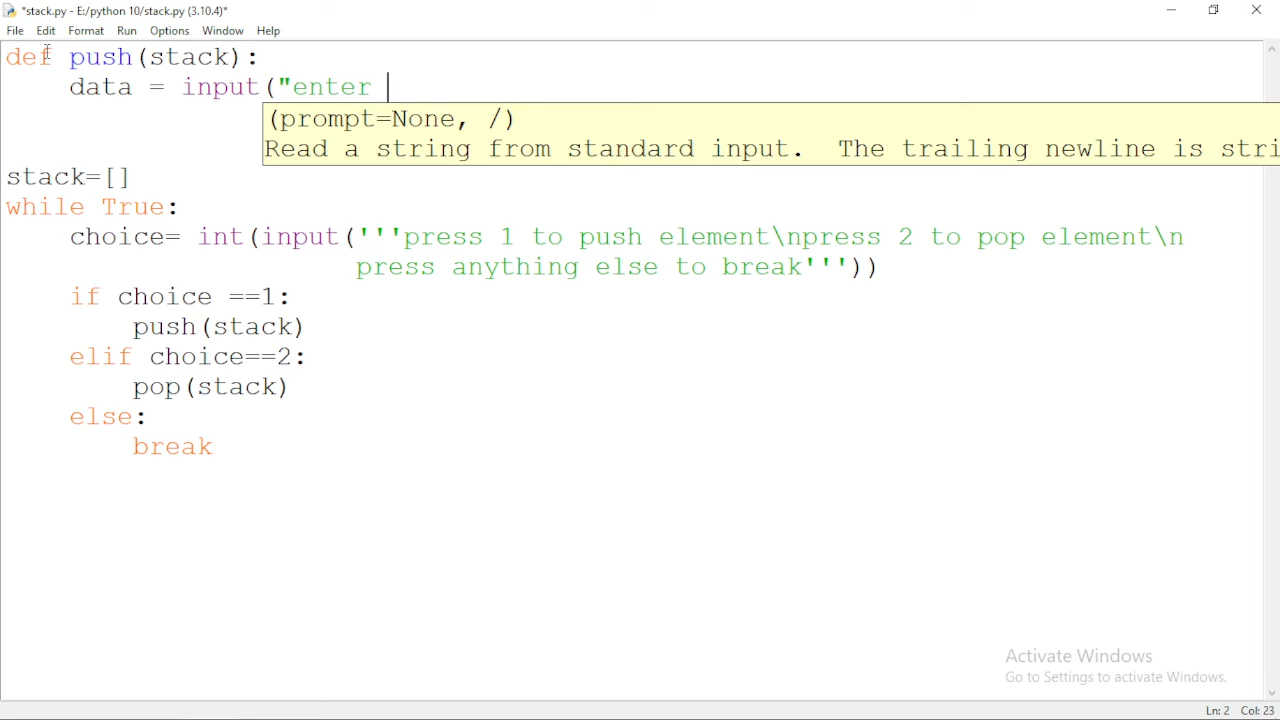 *stack.py - E:/python 10/stack.py (3.10.4)*
File Edit Format Run Options Window Help
def push(stack):
    data = input("enter 
(prompt=None, /)
Read a string from standard input.  The trailing newline is stri
stack=[]
while True:
    choice= int(input('''press 1 to push element\npress 2 to pop element\n
                      press anything else to break'''))
    if choice ==1:
        push(stack)
    elif choice==2:
        pop(stack)
    else:
        break
Activate Windows
Go to Settings to activate Windows.
Ln: 2 Col: 23